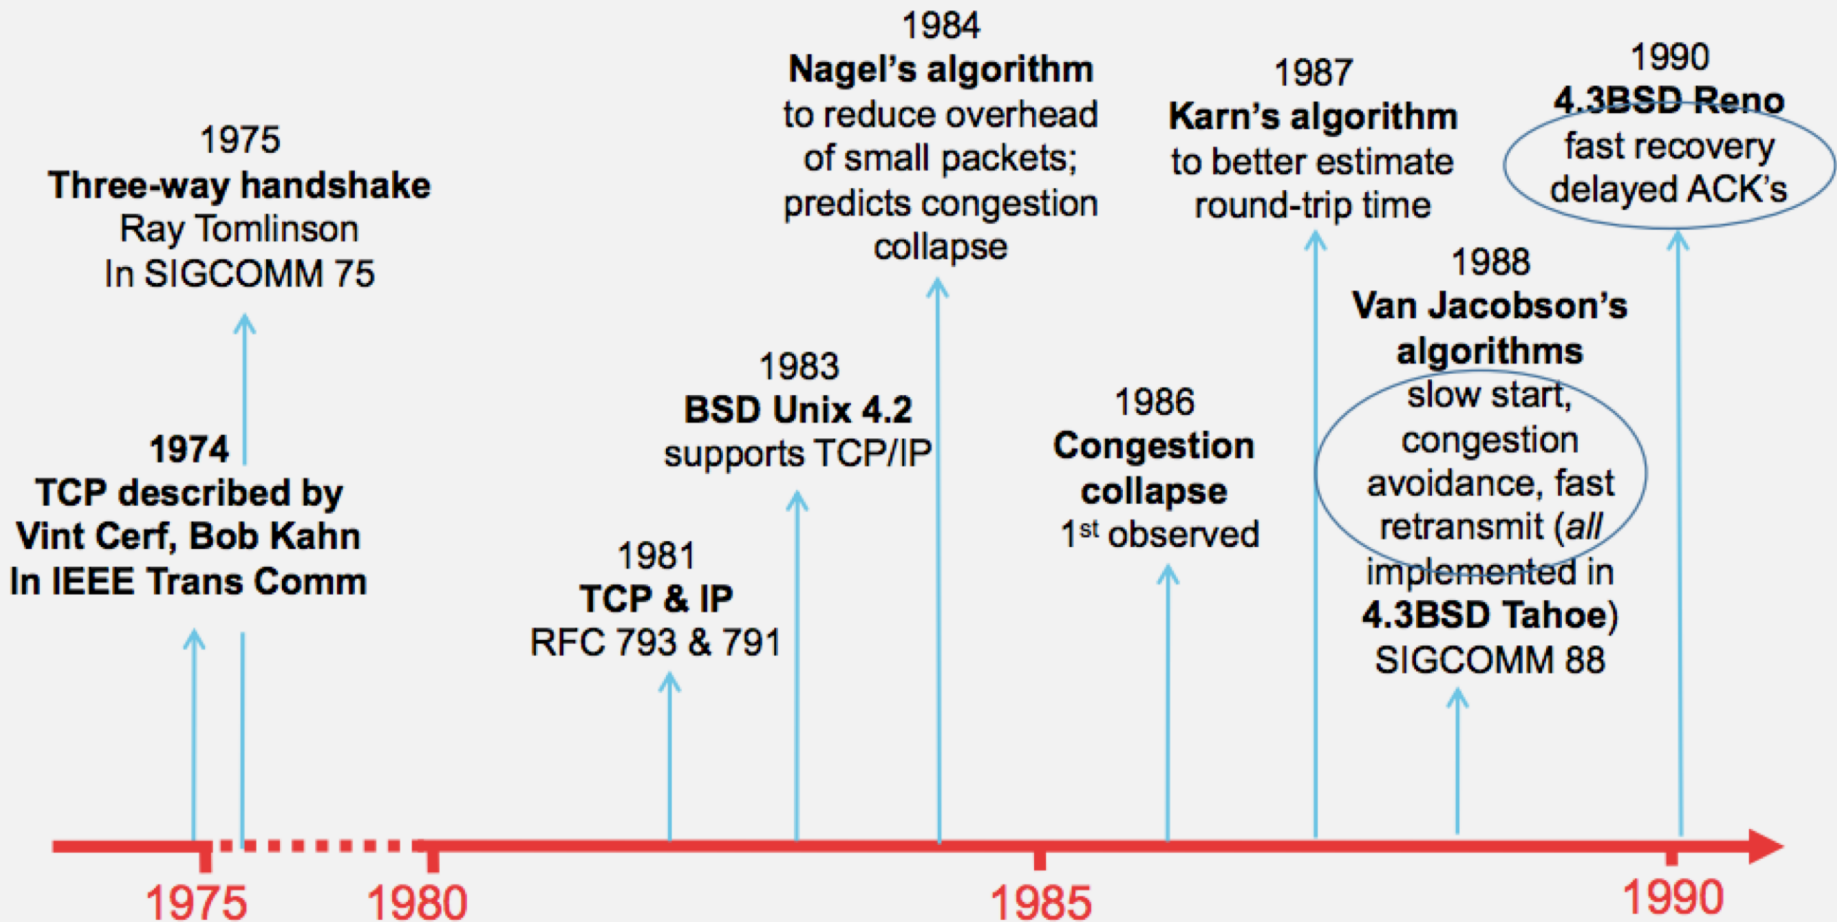 1975
Three-way handshake
Ray Tomlinson
In SIGCOMM 75
1974
TCP described by
Vint Cerf, Bob Kahn
In IEEE Trans Comm
1981
TCP & IP
RFC 793 & 791
1983
BSD Unix 4.2
supports TCP/IP
1984
Nagel’s algorithm
to reduce overhead
of small packets;
predicts congestion
collapse
1986
Congestion
collapse
1st observed
1987
Karn’s algorithm
to better estimate
round-trip time
1988
Van Jacobson’s
algorithms
slow start,
congestion
avoidance, fast
retransmit (all
implemented in
4.3BSD Tahoe)
SIGCOMM 88
1990
4.3BSD Reno
fast recovery
delayed ACK’s
1975
1980
1985
1990